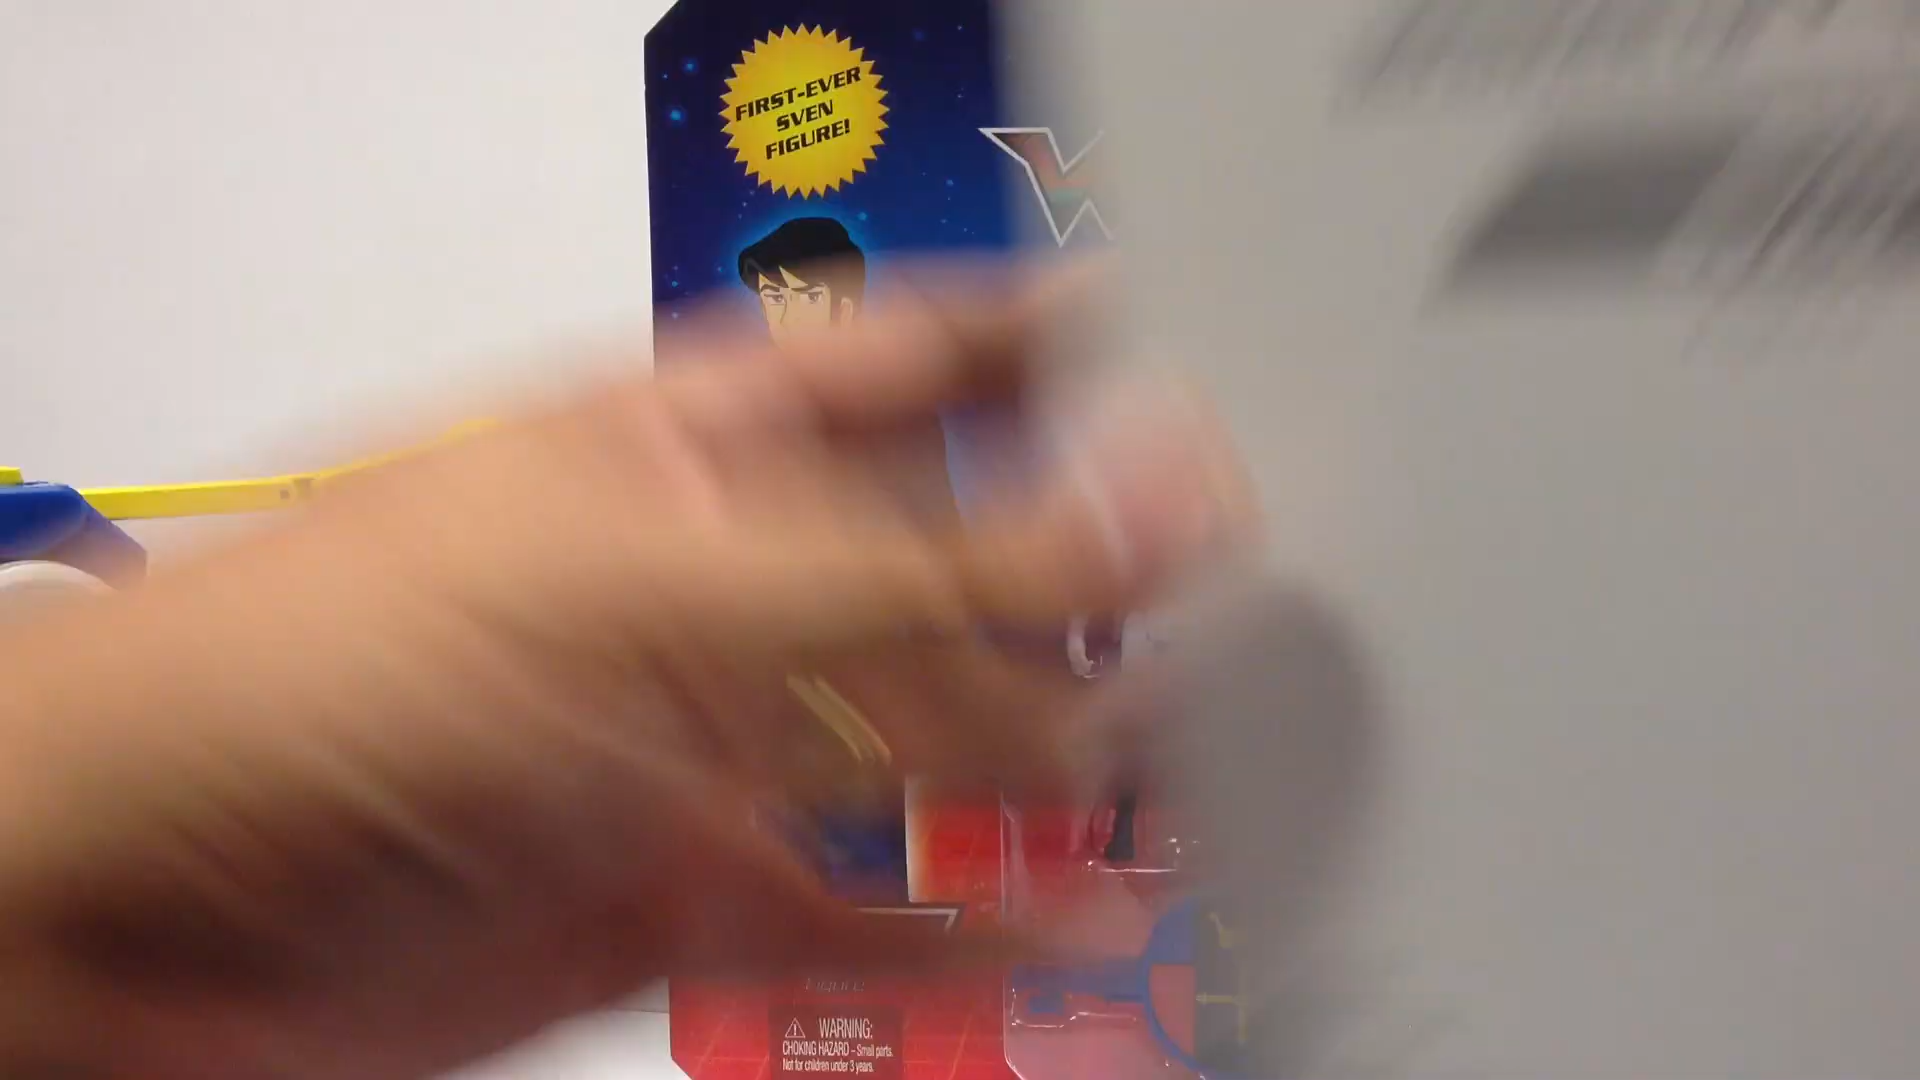 FIRST-EVER
SVEN
FIGURE!
WARNING:
CHOKING HAZARD – Small parts.
Not for children under 3 years.